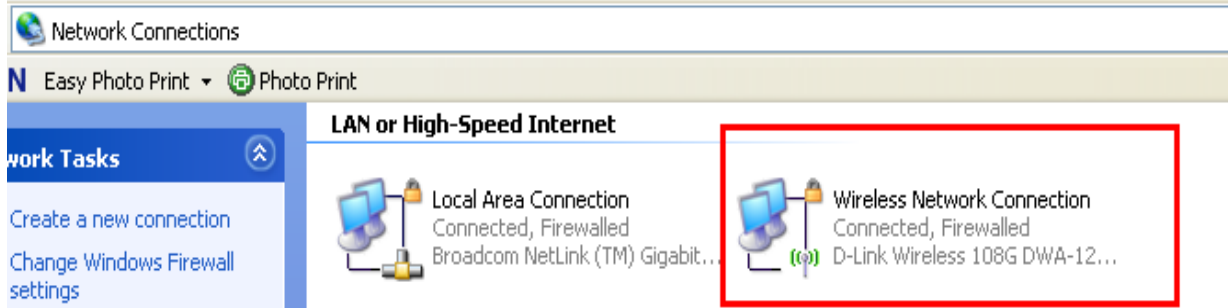 Network Connections
N Easy Photo Print Photo Print
LAN or High-Speed Internet
work Tasks
Create a new connection
Change Windows Firewall
settings
Local Area Connection
Connected, Firewalled
Broadcom NetLink (TM) Gigabit...
Wireless Network Connection
Connected, Firewalled
D-Link Wireless 108G DWA-12...